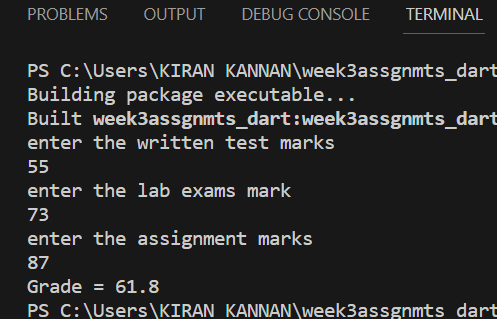 PROBLEMS OUTPUT DEBUG CONSOLE TERMINAL
PS C:\Users\KIRAN KANNAN\week3assgnmts_dart
Building package executable...
Built week3assgnmts_dart:week3assgnmts_dart
enter the written test marks
55
enter the lab exams mark
73
enter the assignment marks
87
Grade = 61.8
PS C:\Users\KIRAN KANNAN\week3assgnmts_dart